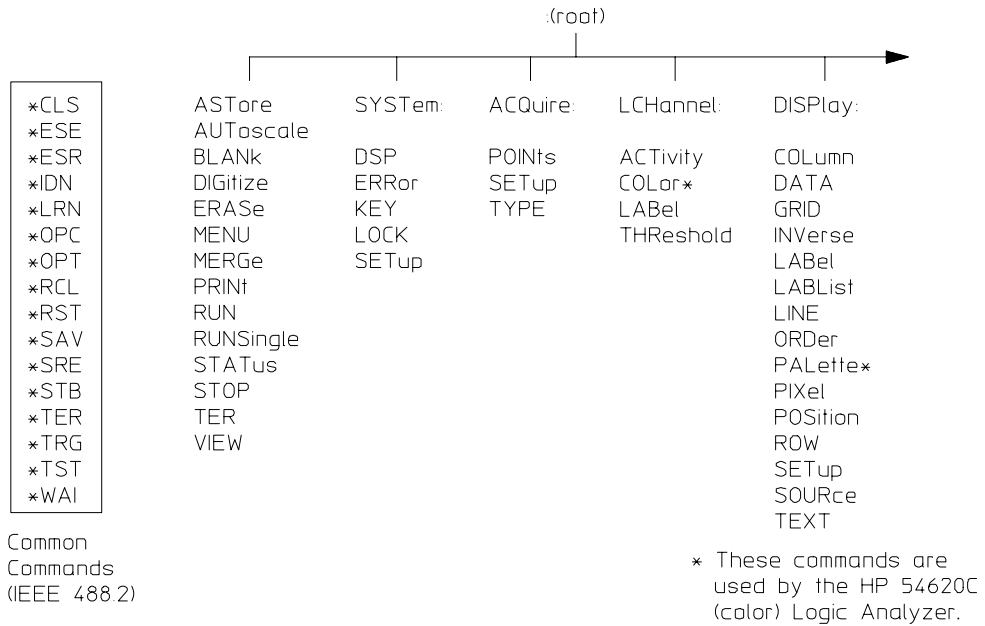 :(root)
*CLS
*ESE
*ESR
*IDN
*LRN
*OPC
*OPT
*RCL
*RST
*SAV
*SRE
*STB
*TER
*TRG
*TST
*WAI
Common
Commands
(IEEE 488.2)
ASTore
AUToscale
BLANk
DIGitize
ERASe
MENU
MERGe
PRINt
RUN
RUNSingle
STATus
STOP
TER
VIEW
SYSTem:
DSP
ERRor
KEY
LOCK
SETup
ACQuire:
POINts
SETup
TYPE
LCHannel:
ACTivity
COLor*
LABel
THReshold
DISPlay:
COLumn
DATA
GRID
INVerse
LABel
LABList
LINE
ORDer
PALette*
PIXel
POSition
ROW
SETup
SOURce
TEXT
* These commands are
used by the HP 54620C
(color) Logic Analyzer.